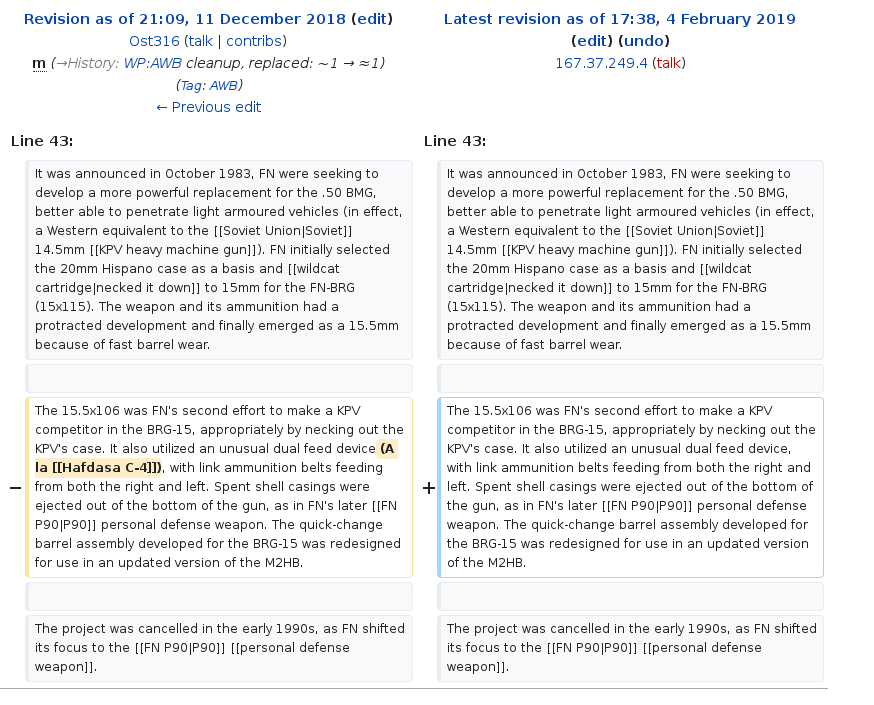 Revision as of 21:09, 11 December 2018 (edit)
Ost316 (talk | contribs)
m (→History: WP:AWB cleanup, replaced: ~1 → ≈1)
(Tag: AWB)
← Previous edit
Latest revision as of 17:38, 4 February 2019
(edit) (undo)
167.37.249.4 (talk)
Line 43:
Line 43:
It was announced in October 1983, FN were seeking to
develop a more powerful replacement for the .50 BMG,
better able to penetrate light armoured vehicles (in effect,
a Western equivalent to the [[Soviet Union|Soviet]]
14.5mm [[KPV heavy machine gun]]). FN initially selected
the 20mm Hispano case as a basis and [[wildcat
cartridge|necked it down]] to 15mm for the FN-BRG
(15x115). The weapon and its ammunition had a
protracted development and finally emerged as a 15.5mm
because of fast barrel wear.
It was announced in October 1983, FN were seeking to
develop a more powerful replacement for the .50 BMG,
better able to penetrate light armoured vehicles (in effect,
a Western equivalent to the [[Soviet Union|Soviet]]
14.5mm [[KPV heavy machine gun]]). FN initially selected
the 20mm Hispano case as a basis and [[wildcat
cartridge|necked it down]] to 15mm for the FN-BRG
(15x115). The weapon and its ammunition had a
protracted development and finally emerged as a 15.5mm
because of fast barrel wear.
−
The 15.5x106 was FN's second effort to make a KPV
competitor in the BRG-15, appropriately by necking out the
KPV's case. It also utilized an unusual dual feed device (A
la [[Hafdasa C-4]]), with link ammunition belts feeding
from both the right and left. Spent shell casings were
ejected out of the bottom of the gun, as in FN's later [[FN
P90|P90]] personal defense weapon. The quick-change
barrel assembly developed for the BRG-15 was redesigned
for use in an updated version of the M2HB.
+
The 15.5x106 was FN's second effort to make a KPV
competitor in the BRG-15, appropriately by necking out the
KPV's case. It also utilized an unusual dual feed device,
with link ammunition belts feeding from both the right and
left. Spent shell casings were ejected out of the bottom of
the gun, as in FN's later [[FN P90|P90]] personal defense
weapon. The quick-change barrel assembly developed for
the BRG-15 was redesigned for use in an updated version
of the M2HB.
The project was cancelled in the early 1990s, as FN shifted
its focus to the [[FN P90|P90]] [[personal defense
weapon]].
The project was cancelled in the early 1990s, as FN shifted
its focus to the [[FN P90|P90]] [[personal defense
weapon]].